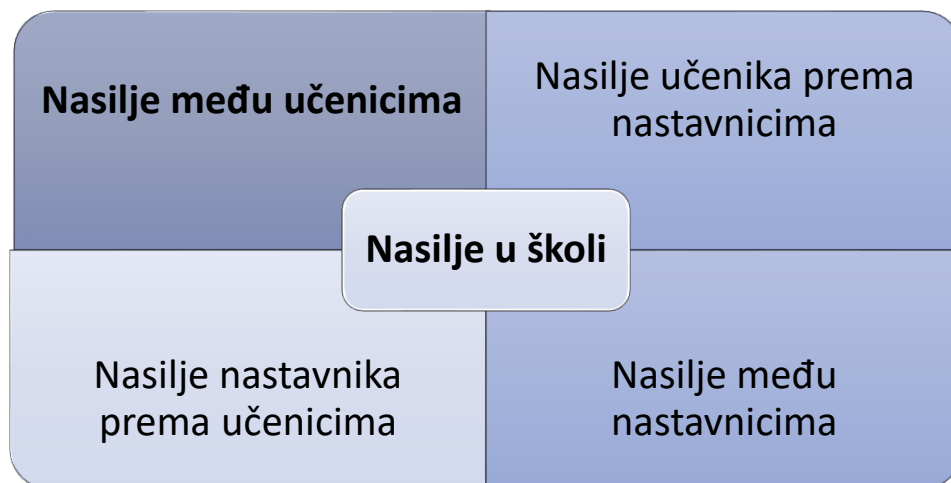 Nasilje među učenicima
Nasilje učenika prema
nastavnicima
Nasilje u školi
Nasilje nastavnika
prema učenicima
Nasilje među
nastavnicima